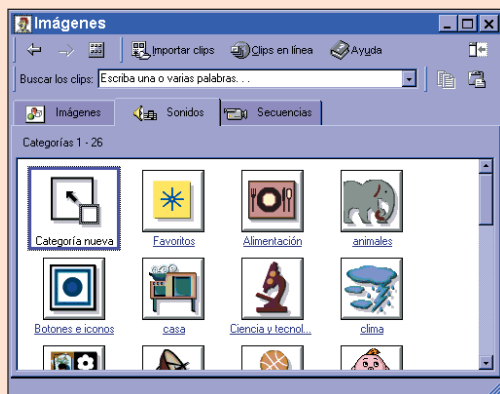 Imágenes
Importar clips Clips en línea Ayuda
Buscar los clips: Escriba una o varias palabras. . .
Imágenes Sonidos Secuencias
Categorías 1 - 26
Categoría nueva Favoritos Alimentación animales
Botones e iconos casa Ciencia y tecnol... clima